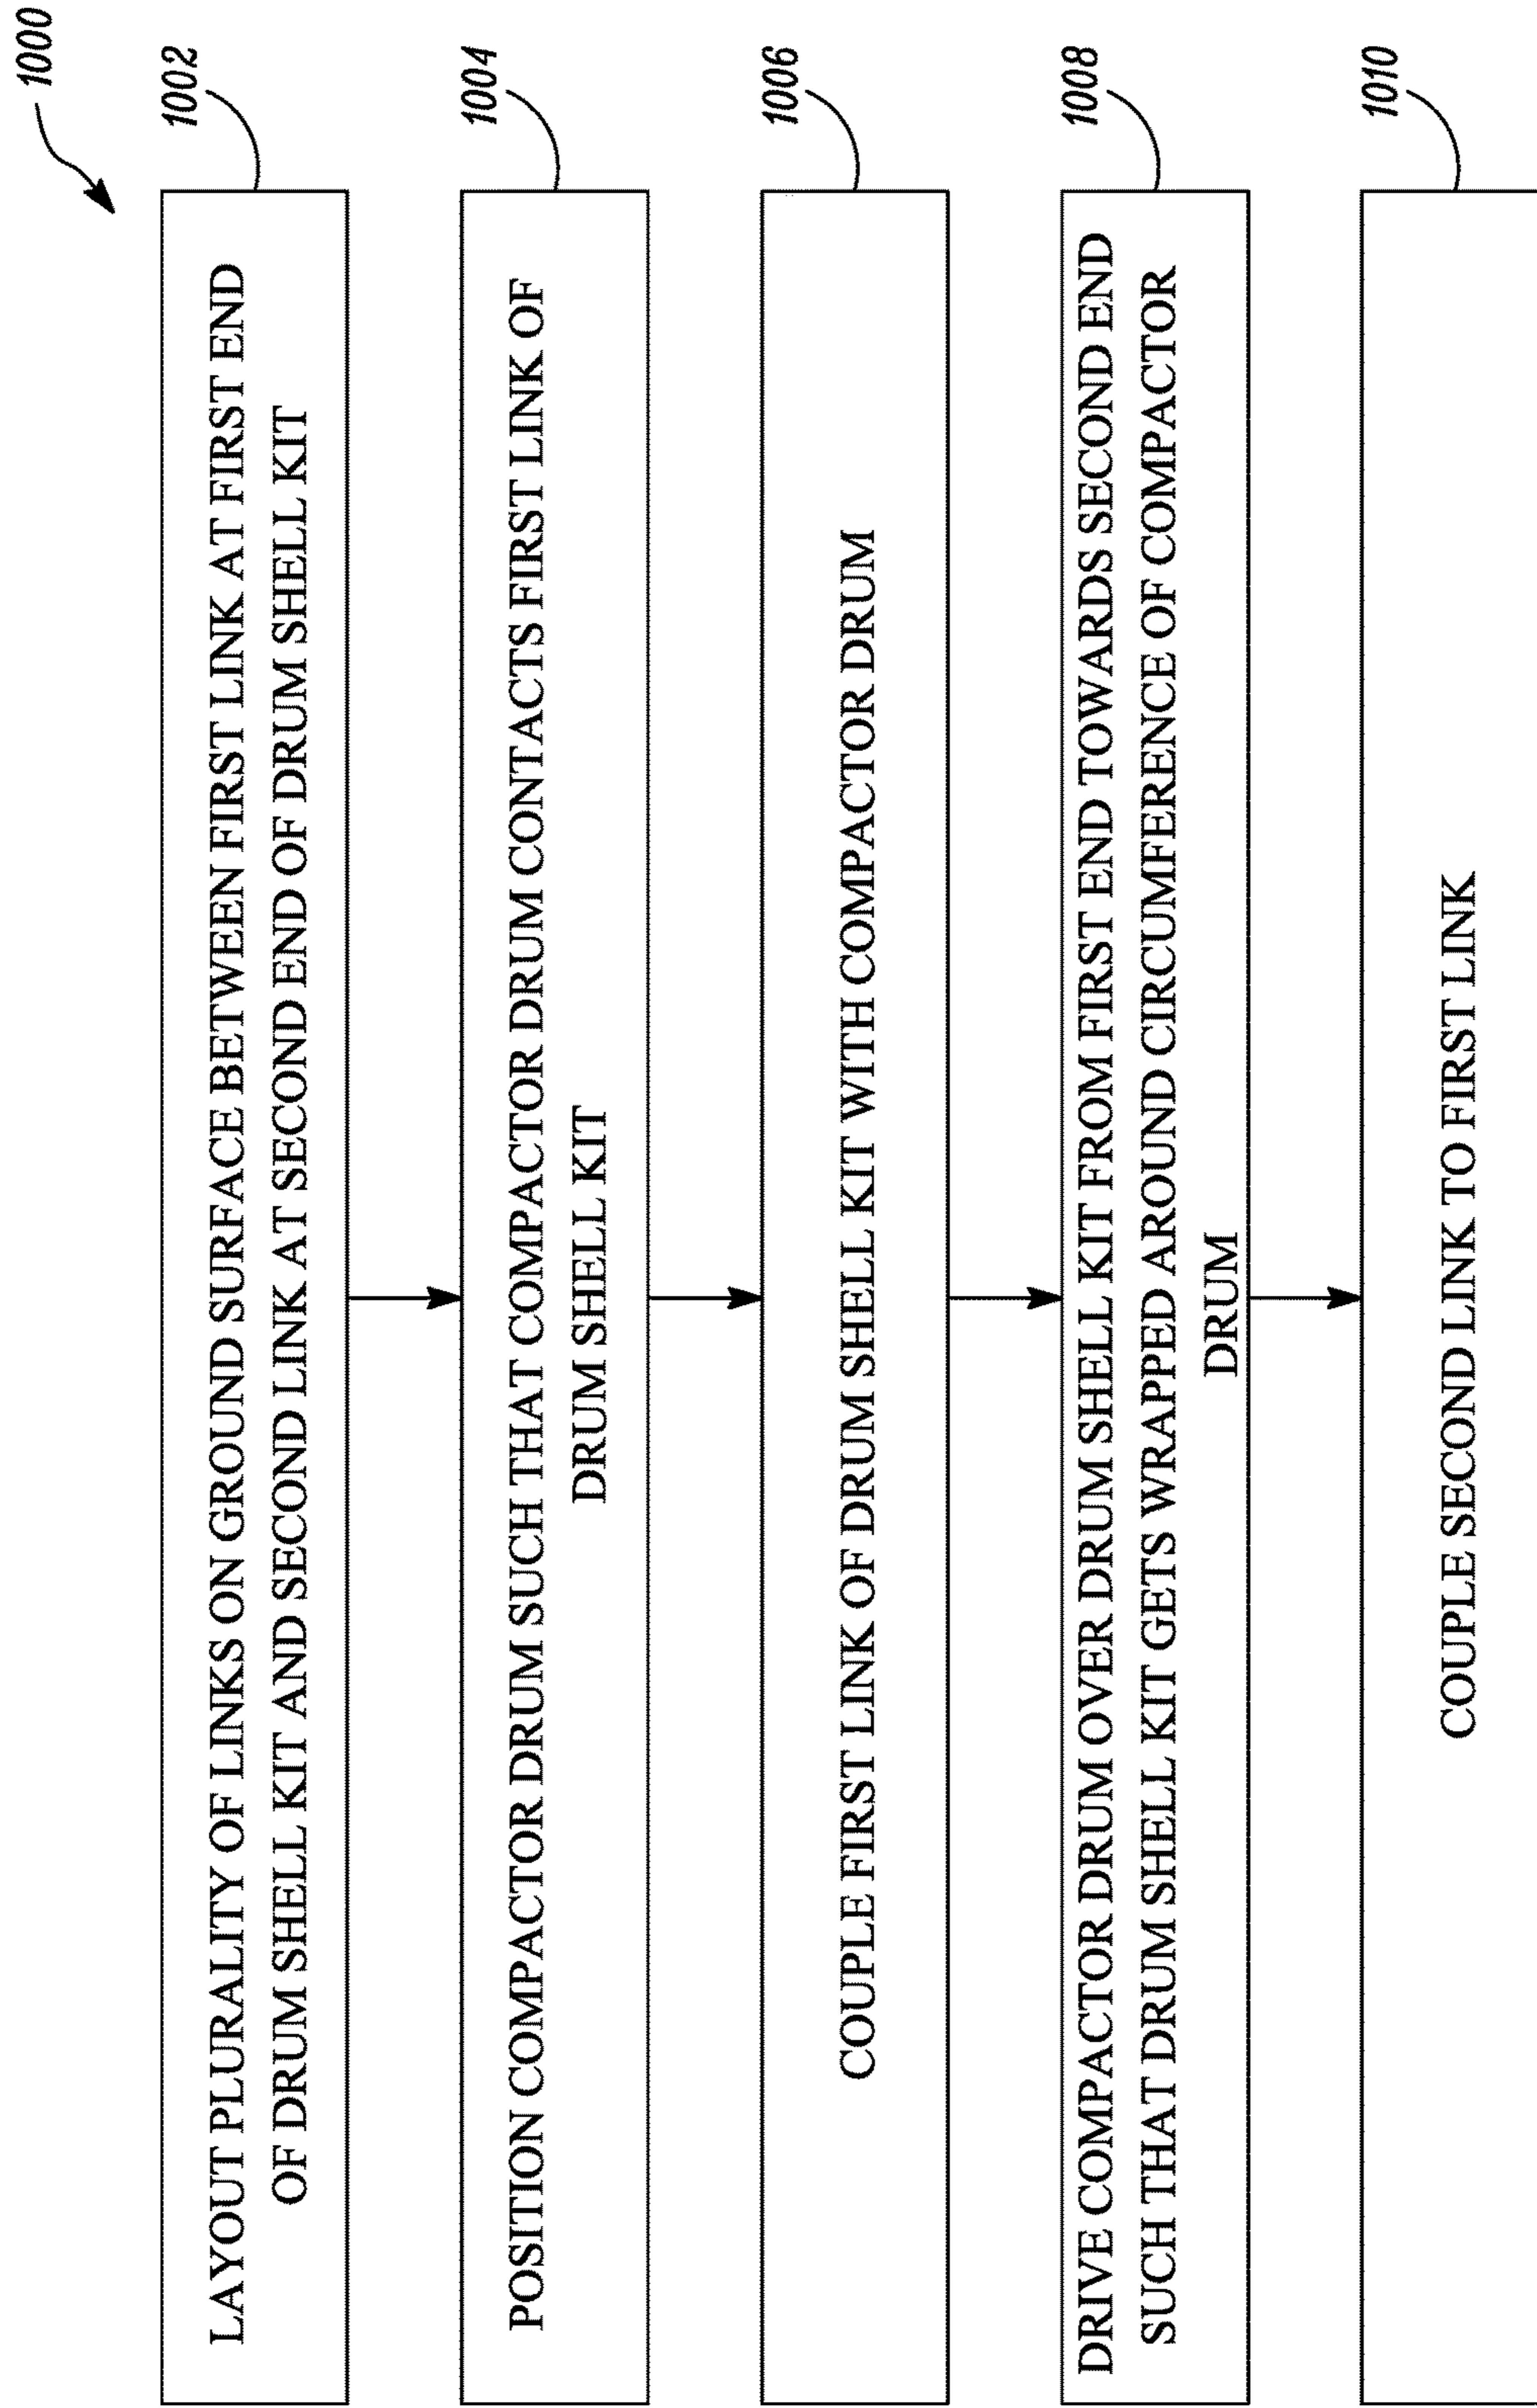 1000
1002
LAYOUT PLURALITY OF LINKS ON GROUND SURFACE BETWEEN FIRST LINK AT FIRST END
OF DRUM SHELL KIT AND SECOND LINK AT SECOND END OF DRUM SHELL KIT
1004
POSITION COMPACTOR DRUM SUCH THAT COMPACTOR DRUM CONTACTS FIRST LINK OF
DRUM SHELL KIT
1006
COUPLE FIRST LINK OF DRUM SHELL KIT WITH COMPACTOR DRUM
1008
DRIVE COMPACTOR DRUM OVER DRUM SHELL KIT FROM FIRST END TOWARDS SECOND END
SUCH THAT DRUM SHELL KIT GETS WRAPPED AROUND CIRCUMFERENCE OF COMPACTOR
DRUM
1010
COUPLE SECOND LINK TO FIRST LINK